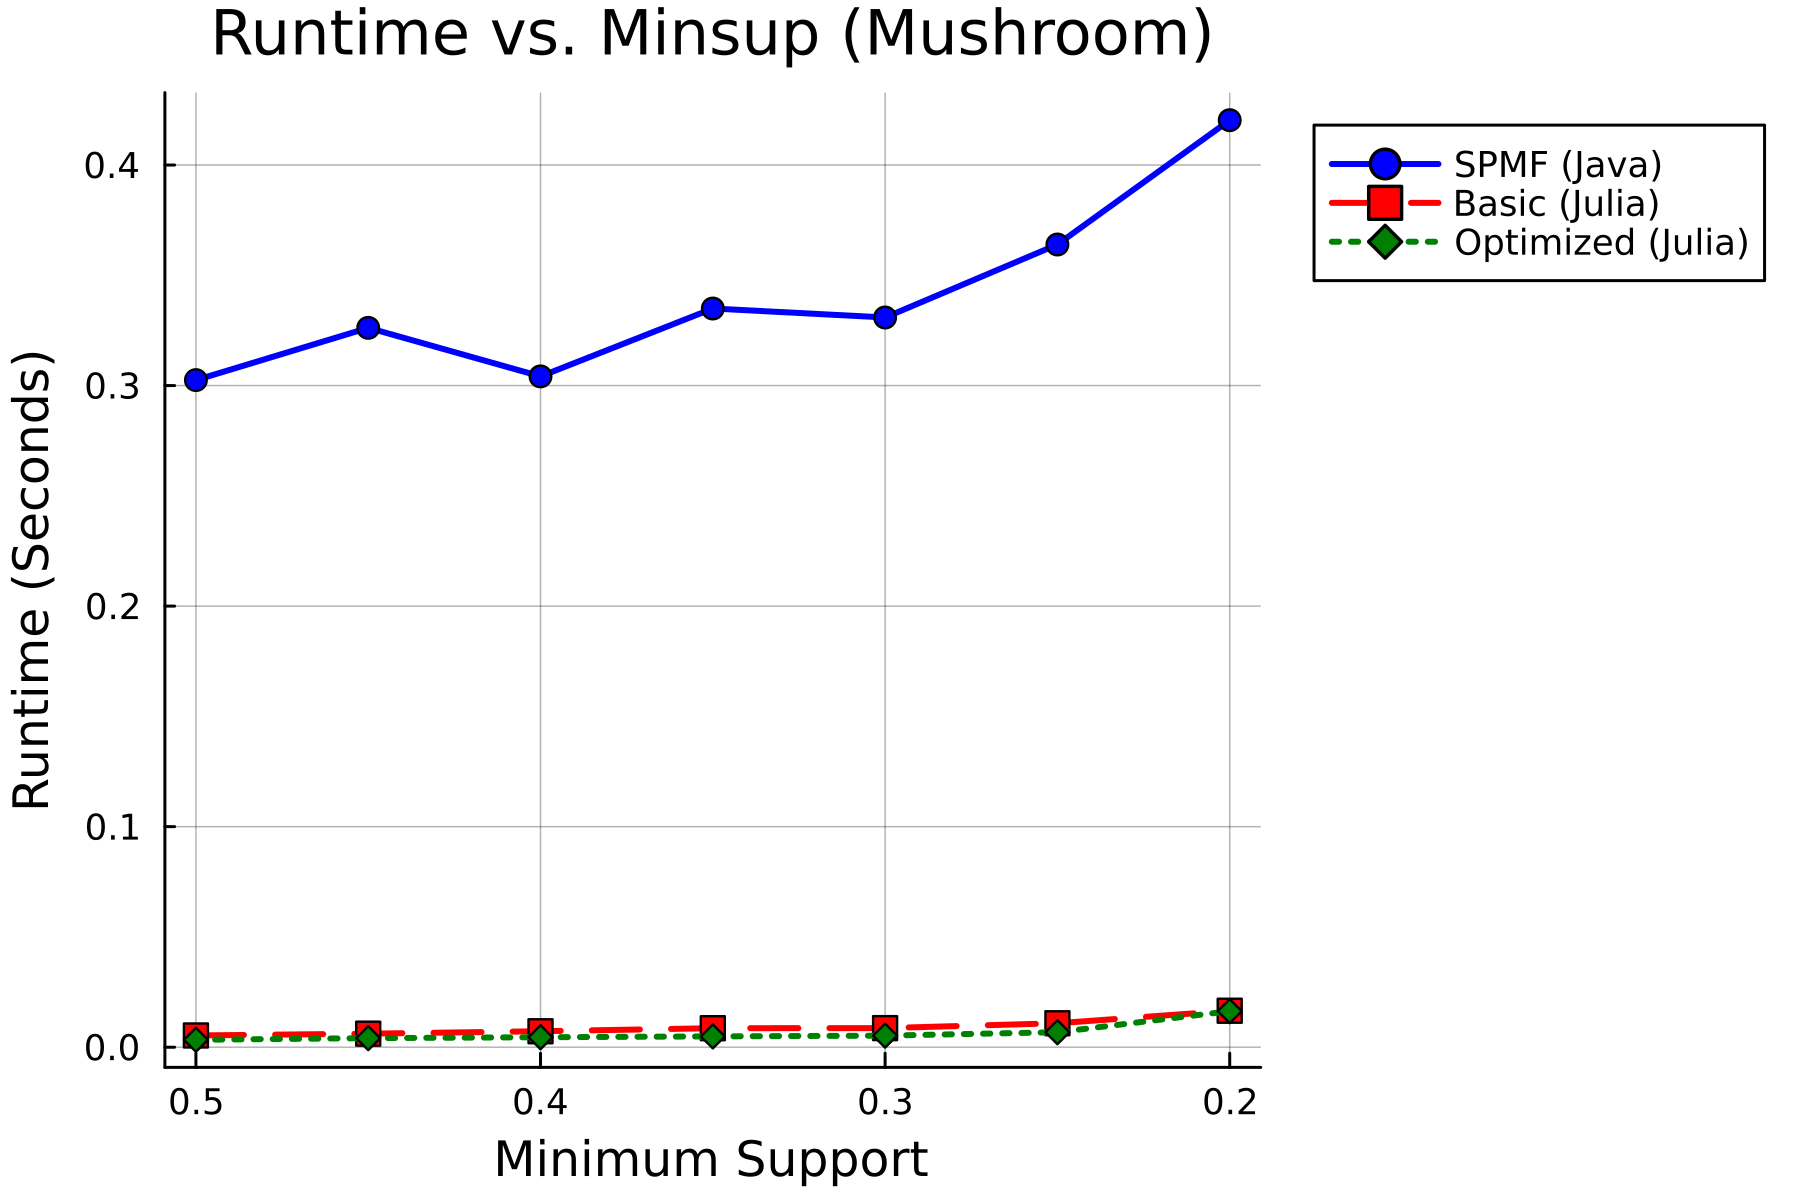 Runtime vs. Minsup (Mushroom)
SPMF (Java)
Basic (Julia)
Optimized (Julia)
Runtime (Seconds)
0.4
0.3
0.2
0.1
0.0
0.5 0.4 0.3 0.2
Minimum Support